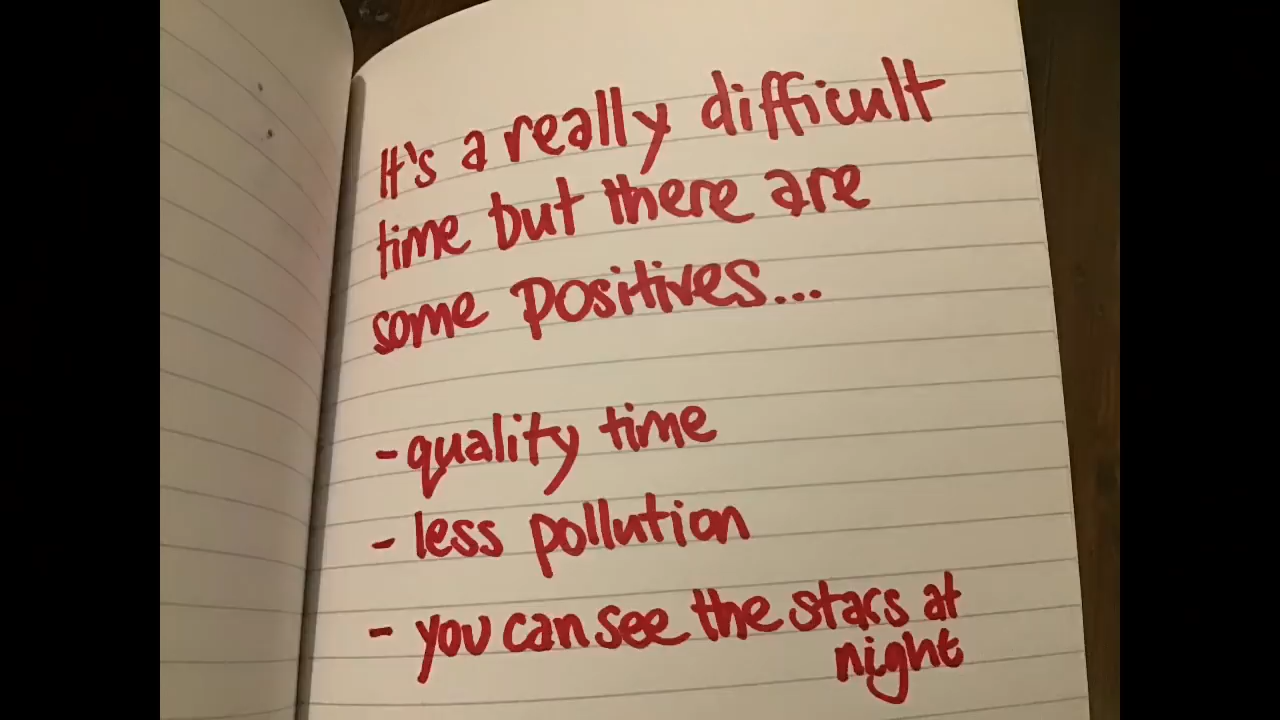 It's a really difficult
time but there are
some positives...
- quality time
- less pollution
- you can see the stars at
night